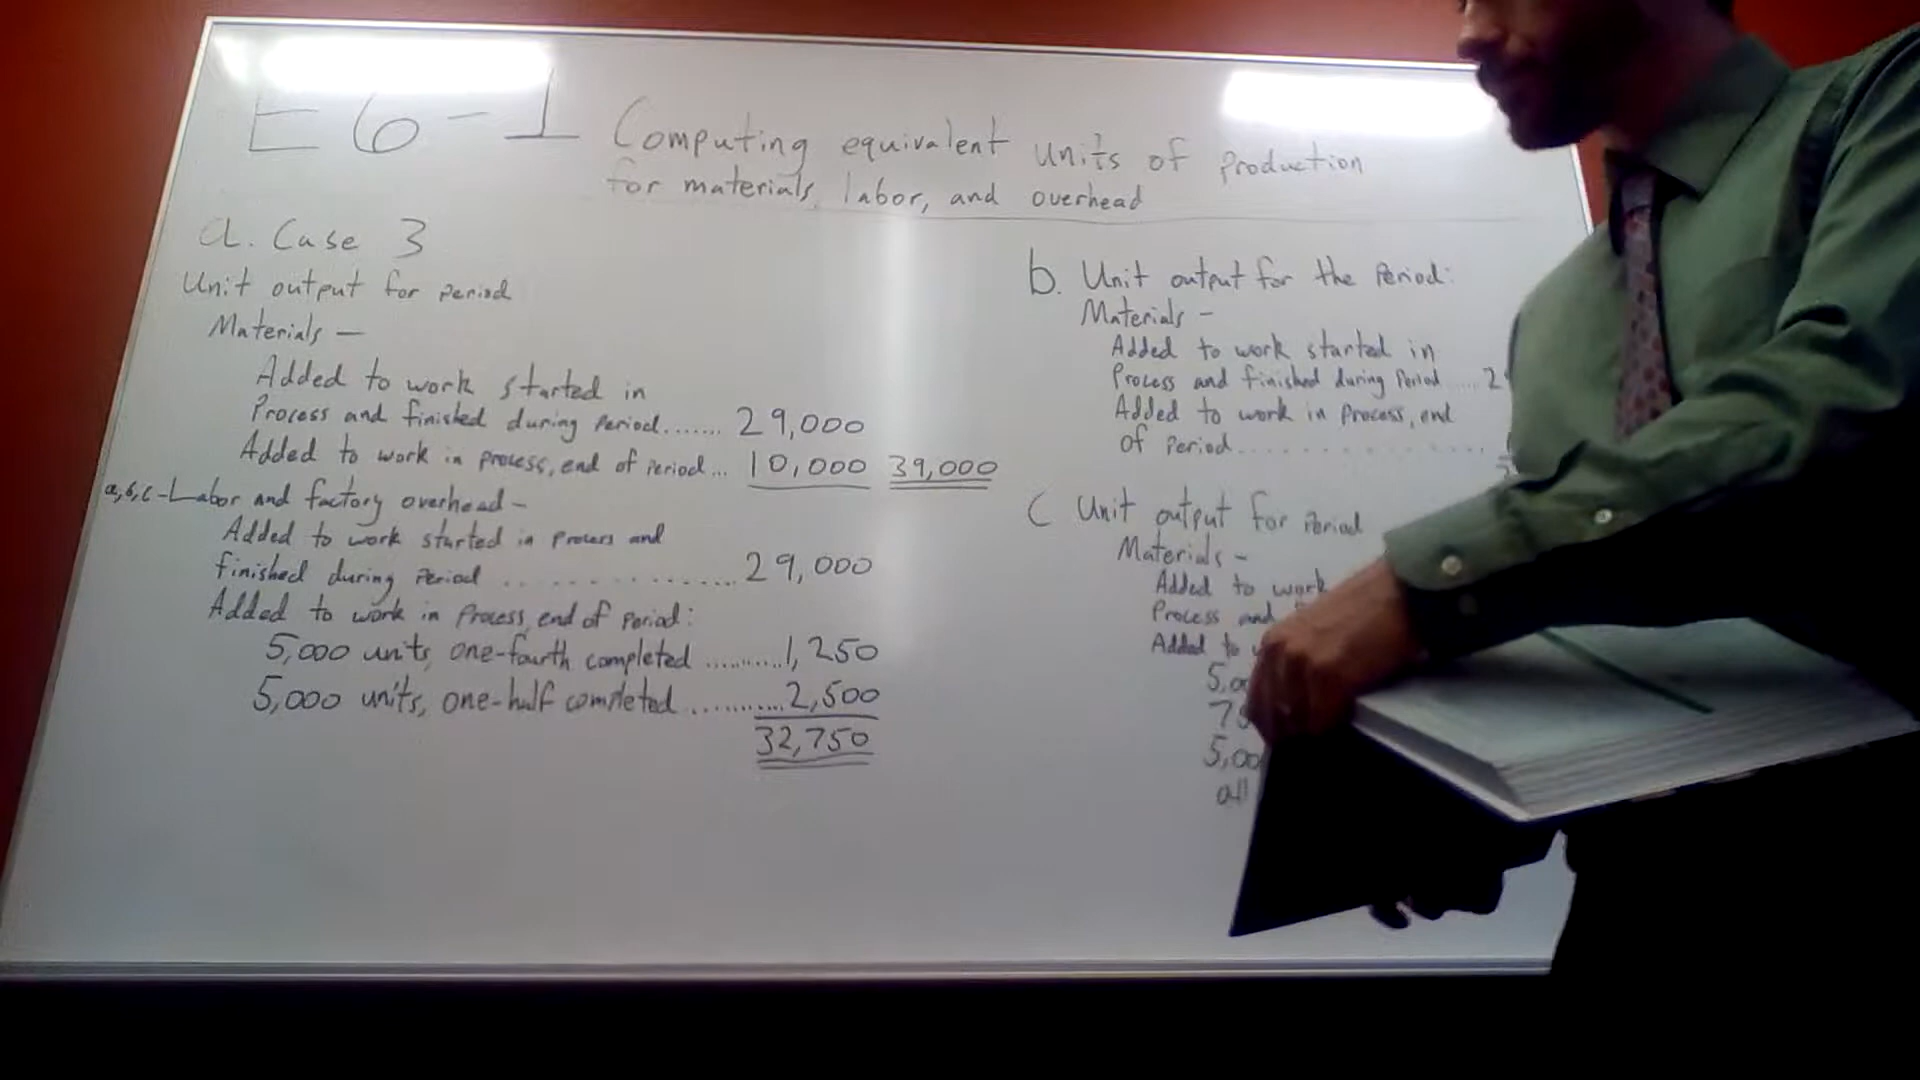 E6-1 Computing equivalent units of production
for materials, labor, and overhead
a. Case 3
Unit output for period
Materials —
Added to work started in
Process and finished during Period....... 29,000
Added to work in process, end of Period... 10,000 39,000
a,b,c-Labor and factory overhead -
Added to work started in process and
finished during Period ............... 29,000
Added to work in Process, end of Period:
5,000 units, one-fourth completed ...........1,250
5,000 units, one-half completed ............2,500
32,750
b. Unit output for the Period:
Materials -
Added to work started in
Process and finished during Period ..... 2
Added to work in Process, end
of Period..................
C Unit output for Period
Materials -
Added to work
Process and
Added to
5,00
75
5,00
all